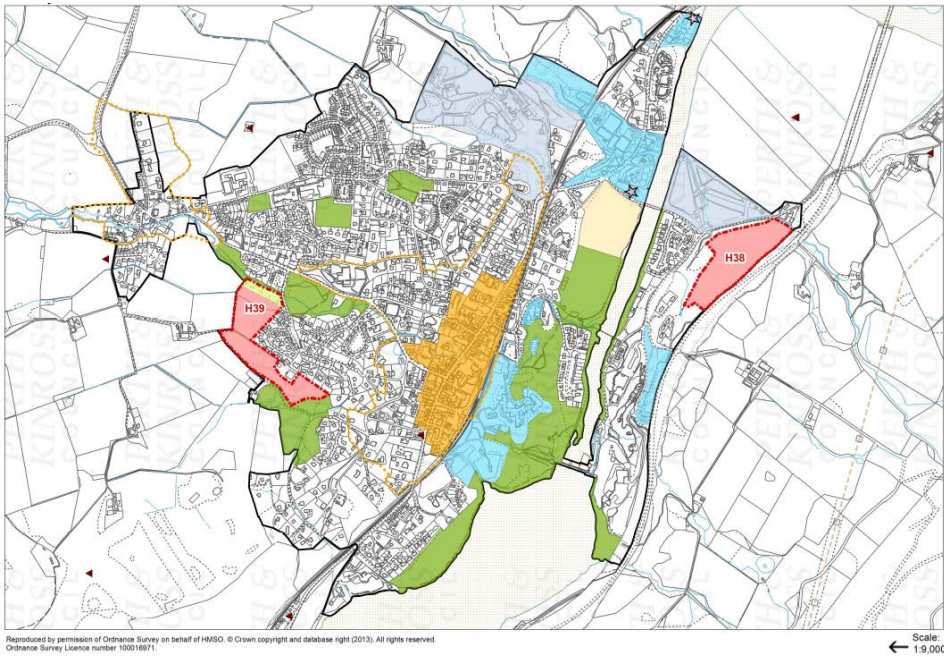 H38
H39
Reproduced by permission of Ordnance Survey on behalf of HMSO. © Crown copyright and database right (2013). All rights reserved.
Ordnance Survey Licence number 100016971.
Scale:
1:9,000